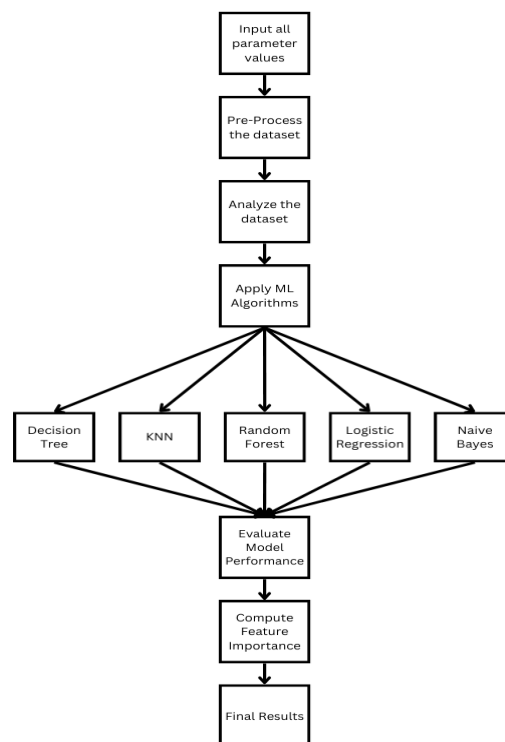 Input all
parameter
values
Pre-Process
the dataset
Analyze the
dataset
Apply ML
Algorithms
Decision
Tree
KNN
Random
Forest
Logistic
Regression
Naive
Bayes
Evaluate
Model
Performance
Compute
Feature
Importance
Final Results